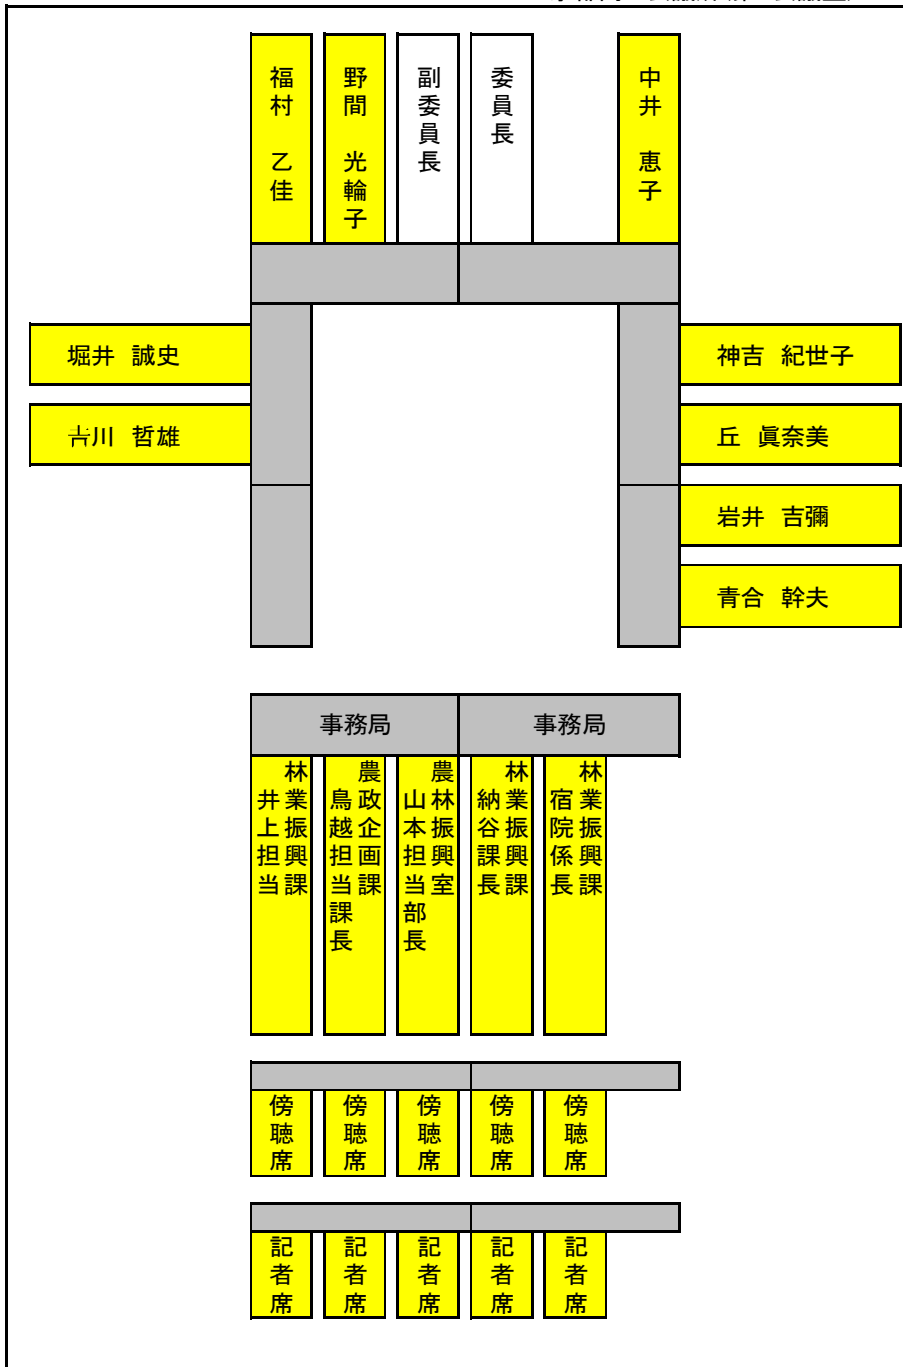 福村 乙佳
野間 光輪子
副委員長
委員長
中井 恵子
堀井 誠史
神吉 紀世子
吉川 哲雄
丘 眞奈美
岩井 吉彌
青合 幹夫
事務局
事務局
林業振興課
井上担当
農政企画課
鳥越担当課長
農林振興室
山本担当部長
林業振興課
納谷課長
林業振興課
宿院係長
傍聴席
傍聴席
傍聴席
傍聴席
傍聴席
記者席
記者席
記者席
記者席
記者席